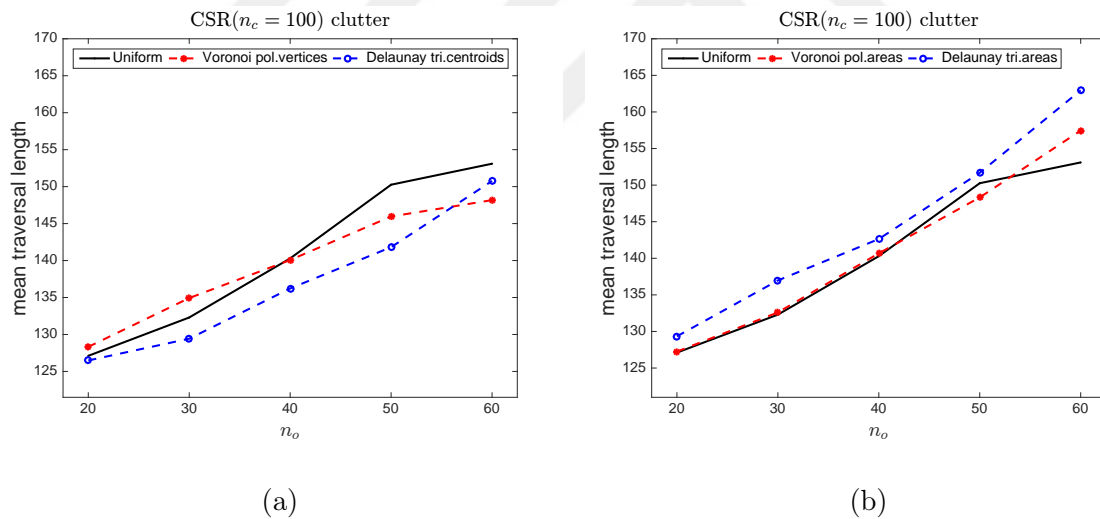 CSR(n_c = 100) clutter
170
165
160
155
150
145
140
135
130
125
mean traversal length
Uniform Voronoi pol.vertices Delaunay tri.centroids
20 30 40 50 60
n_o
(a)
CSR(n_c = 100) clutter
170
165
160
155
150
145
140
135
130
125
mean traversal length
Uniform Voronoi pol.areas Delaunay tri.areas
20 30 40 50 60
n_o
(b)